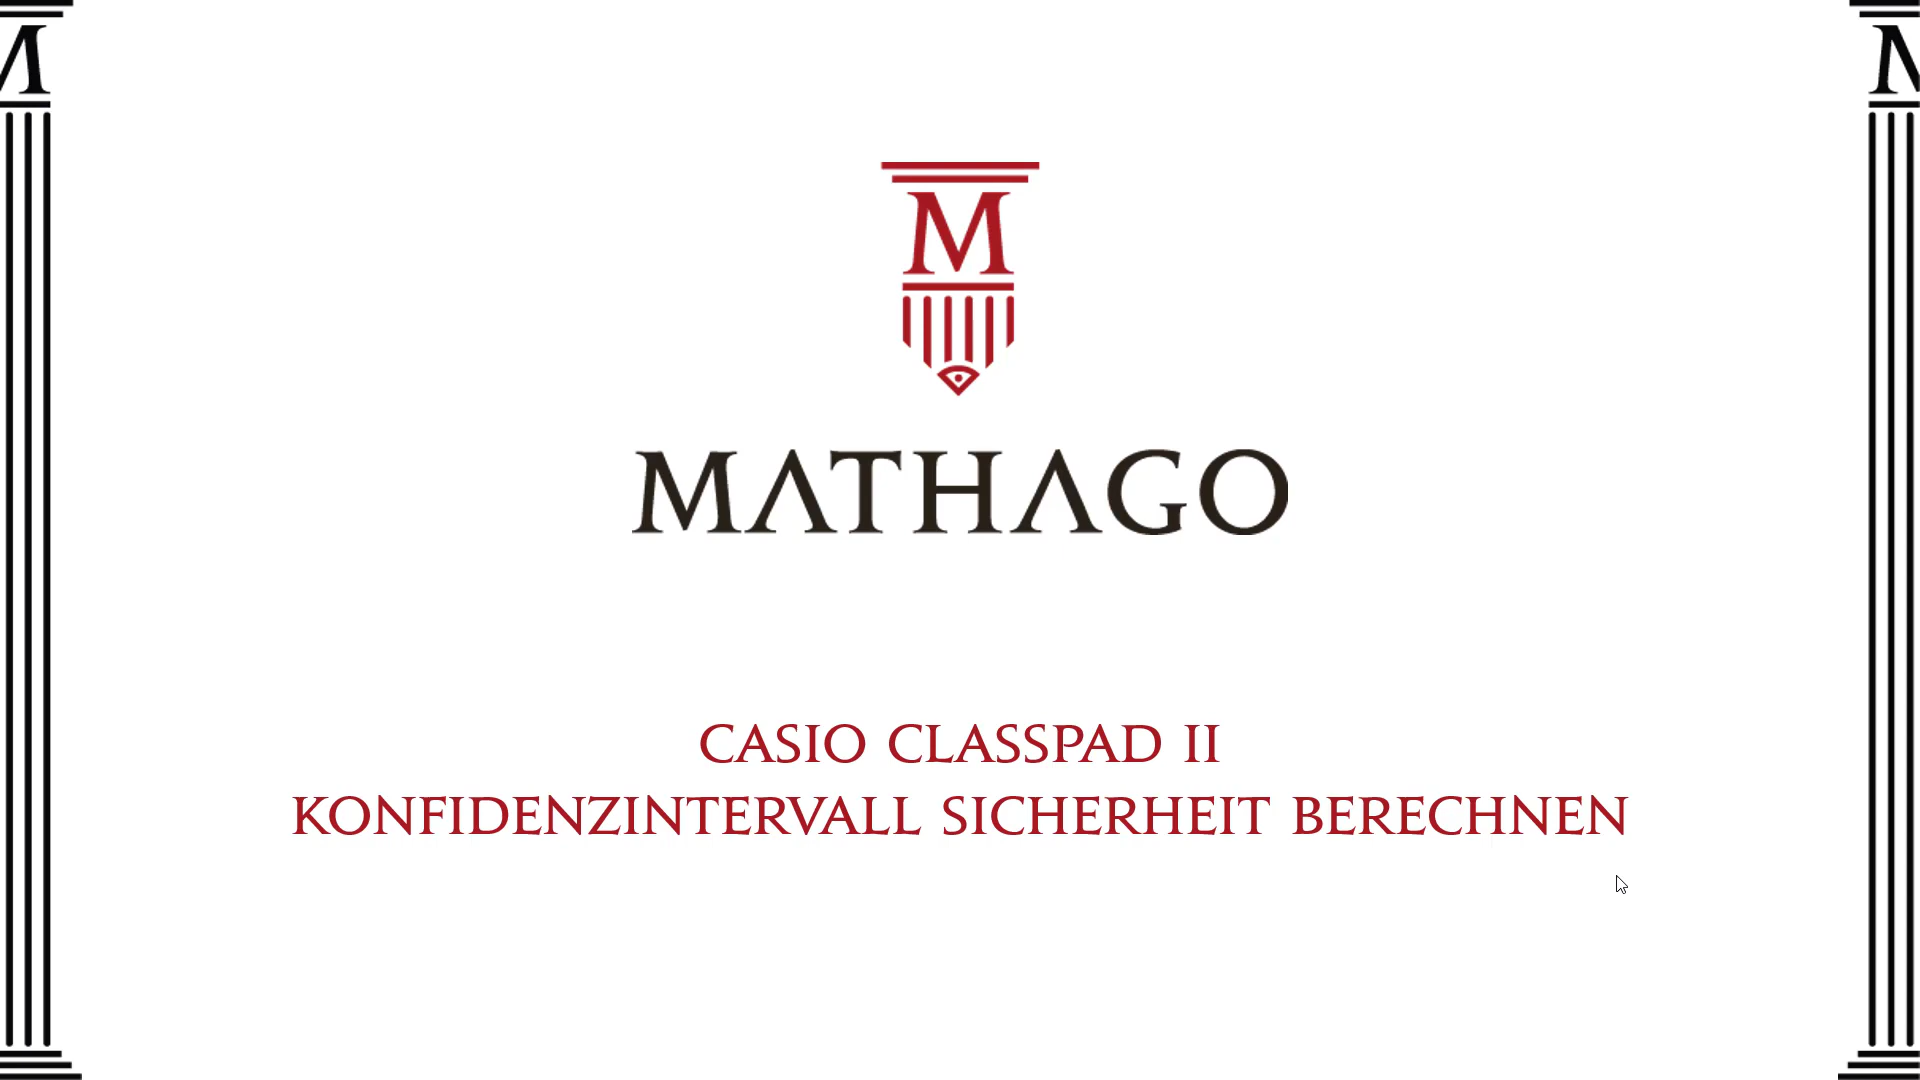 M
M
M
MATHAGO
CASIO CLASSPAD II
KONFIDENZINTERVALL SICHERHEIT BERECHNEN